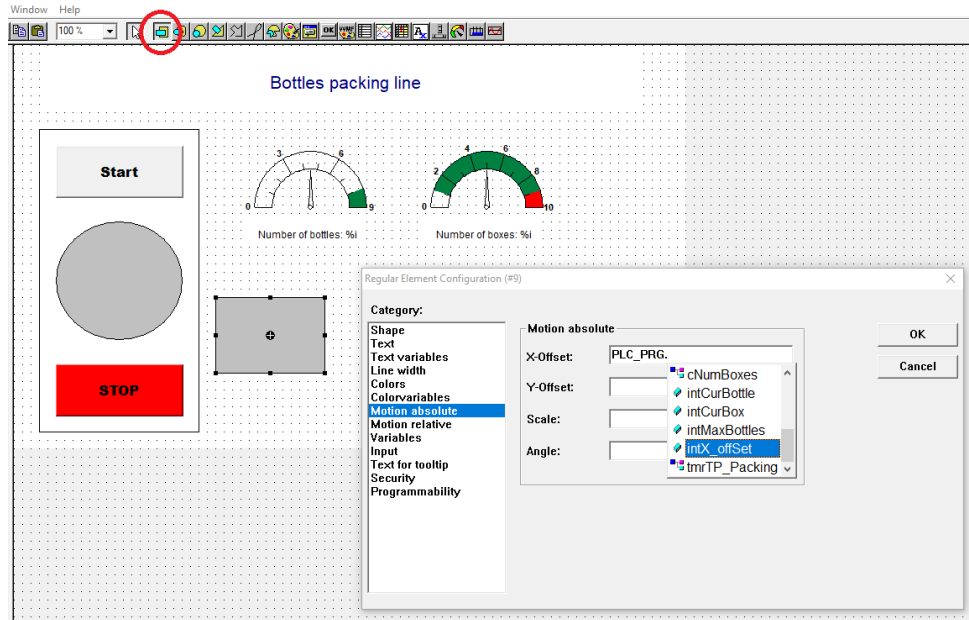 Window Help
100 %
OK
Bottles packing line
Start
STOP
0 3 6 9
Number of bottles: %i
0 2 4 6 8 10
Number of boxes: %i
Regular Element Configuration (#9)
Category:
Shape
Text
Text variables
Line width
Colors
Colorvariables
Motion absolute
Motion relative
Variables
Input
Text for tooltip
Security
Programmability
Motion absolute
X-Offset: PLC_PRG.
Y-Offset:
Scale:
Angle:
cNumBoxes
intCurBottle
intCurBox
intMaxBottles
intX_offSet
tmrTP_Packing
OK
Cancel